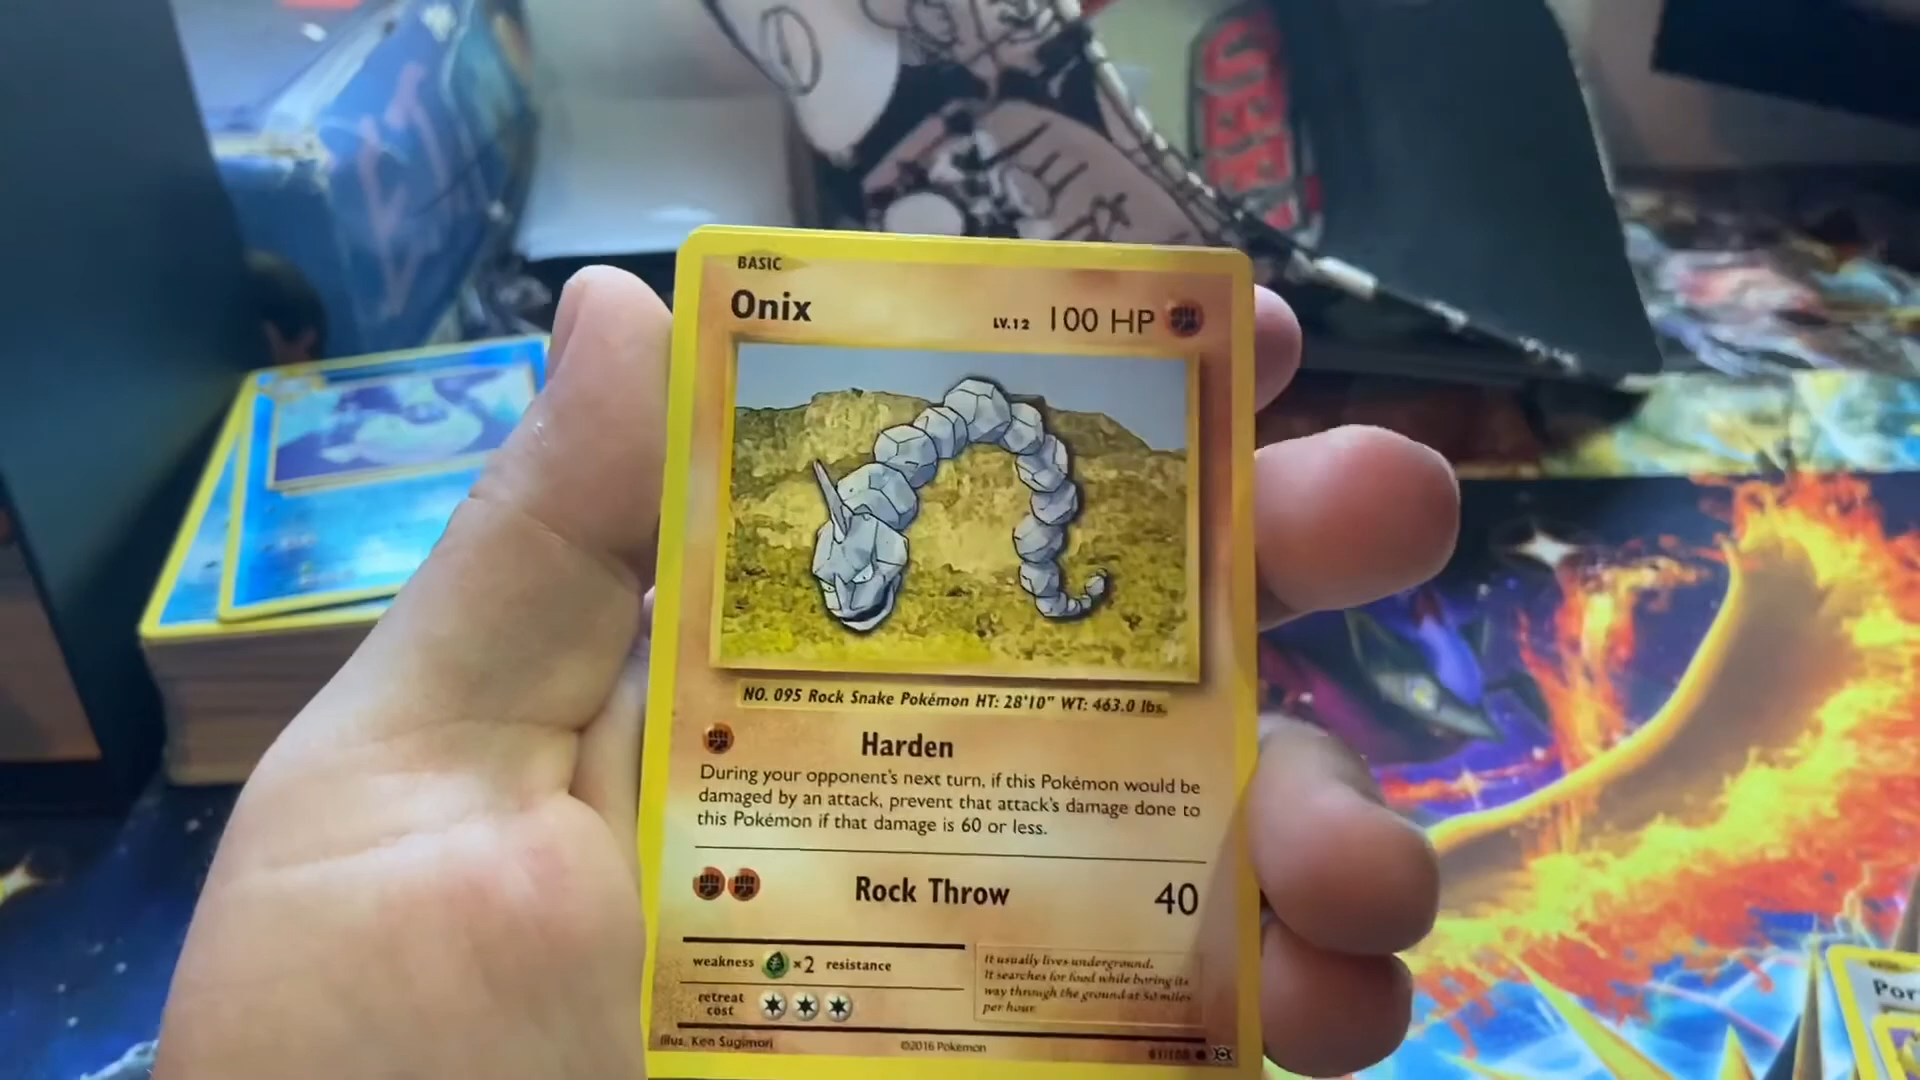 BASIC
Onix LV.12 100 HP
NO. 095 Rock Snake Pokémon HT: 28'10" WT: 463.0 lbs.
Harden
During your opponent's next turn, if this Pokémon would be
damaged by an attack, prevent that attack's damage done to
this Pokémon if that damage is 60 or less.
Rock Throw 40
weakness ×2 resistance
retreat
cost
It usually lives underground.
It searches for food while boring its
way through the ground at 50 miles
per hour.
Illus. Ken Sugimori ©2016 Pokémon 61/108
Por